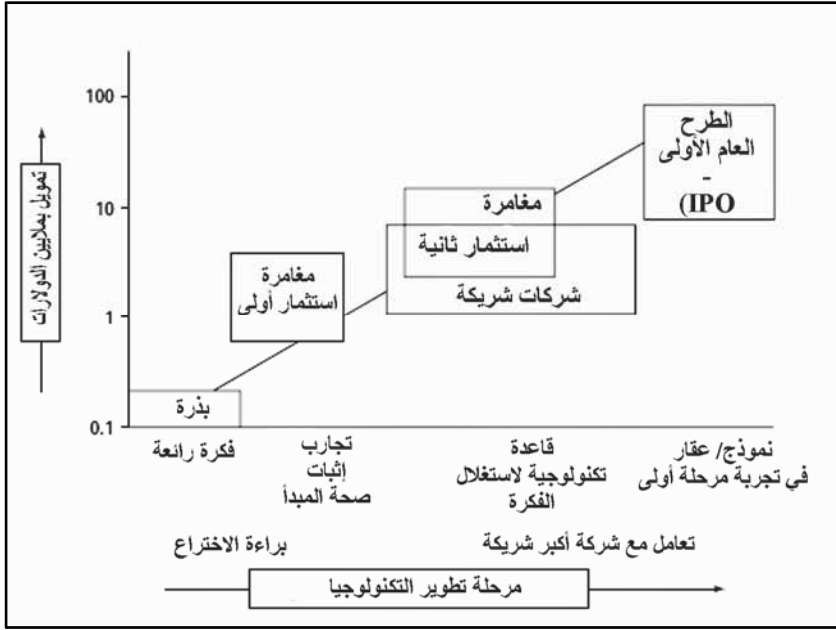 100
10
1
0.1
تمويل بملايين الدولارات
الطرح
العام الأولى
-
(IPO
مغامرة
استثمار ثانية
شركات شريكة
مغامرة
استثمار أولى
بذرة
فكرة رائعة
تجارب
إثبات
صحة المبدأ
قاعدة
تكنولوجية لاستغلال
الفكرة
نموذج/ عقار
في تجربة مرحلة أولى
براءة الاختراع
تعامل مع شركة أكبر شريكة
مرحلة تطوير التكنولوجيا